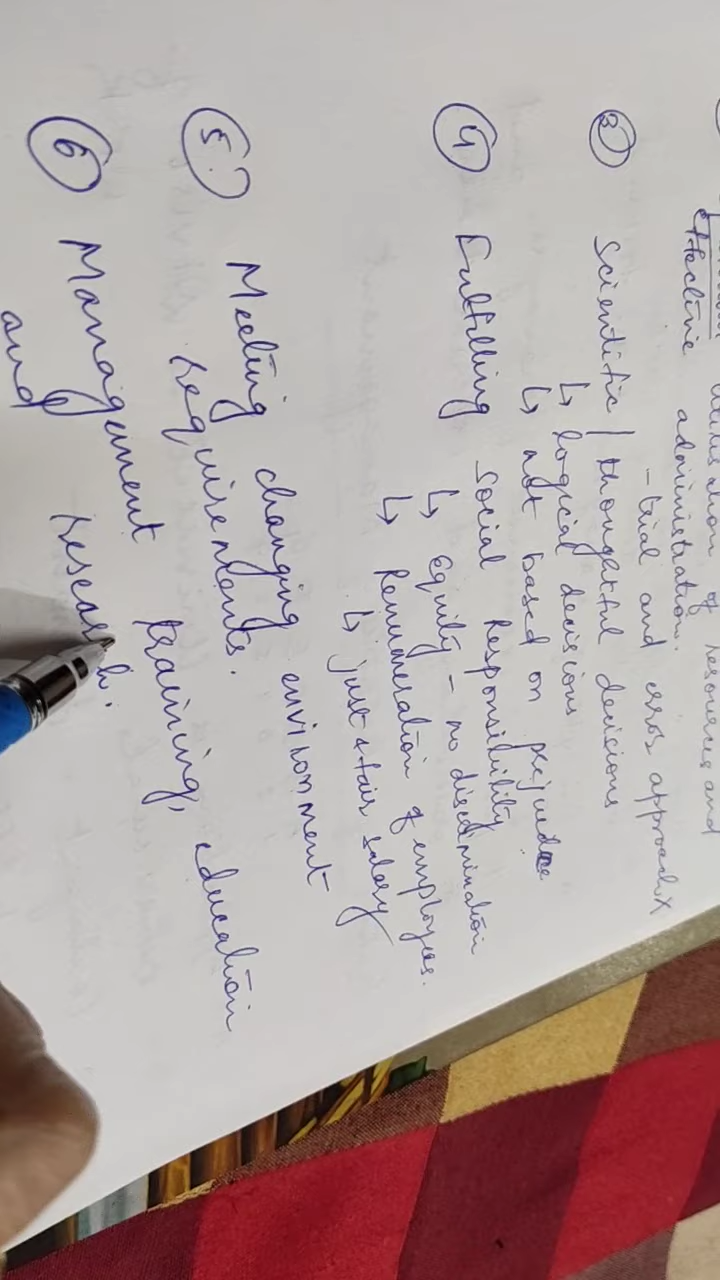 utilisation of resources and
effective administration.
- trial and error approach X
③ Scientific / thoughtful decisions
↳ logical decisions
↳ not based on prejudice
④ Fulfilling social responsibility
↳ Equity - no discrimination
↳ Remuneration of employees.
↳ just & fair salary
⑤ Meeting changing environment
requirements.
⑥ Management training, education
and research.